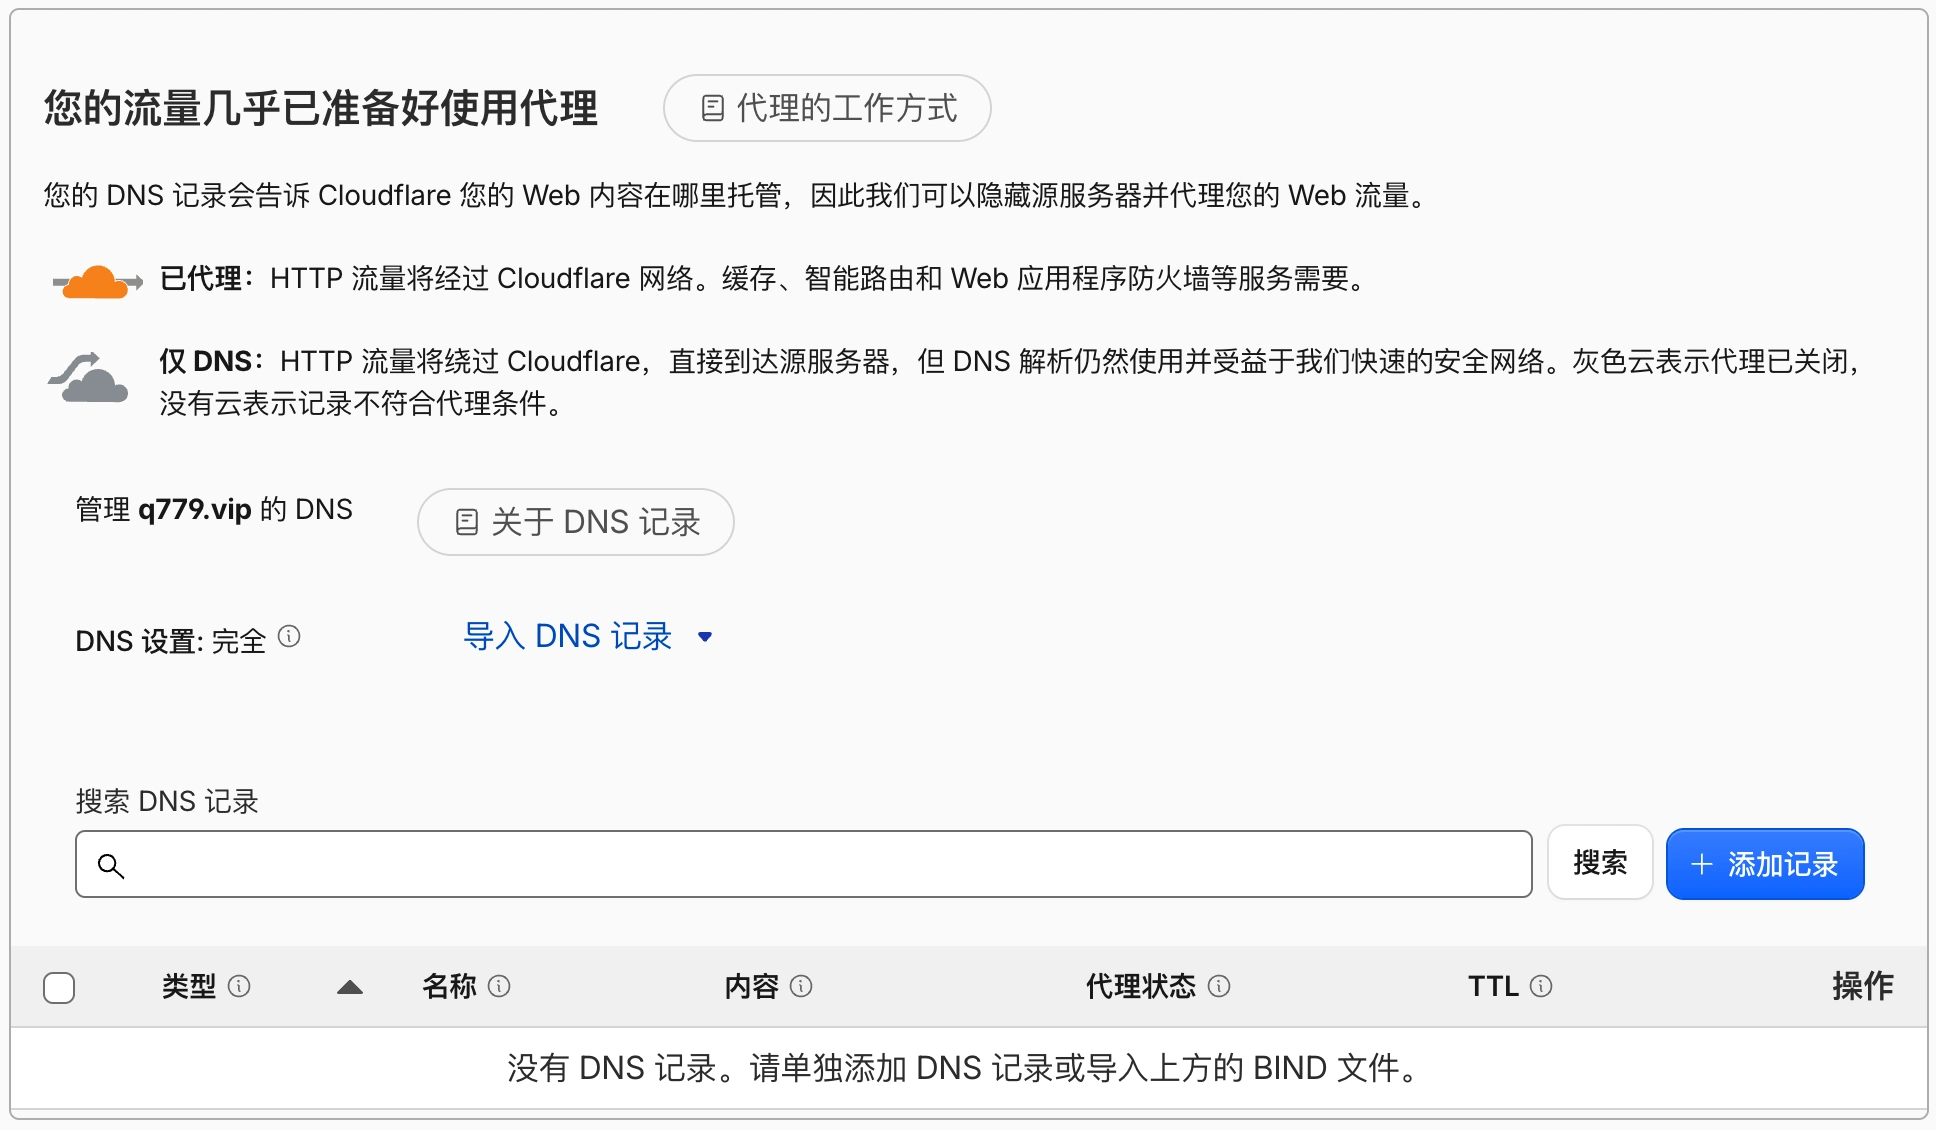 您的流量几乎已准备好使用代理
代理的工作方式
您的 DNS 记录会告诉 Cloudflare 您的 Web 内容在哪里托管，因此我们可以隐藏源服务器并代理您的 Web 流量。
已代理：HTTP 流量将经过 Cloudflare 网络。缓存、智能路由和 Web 应用程序防火墙等服务需要。
仅 DNS：HTTP 流量将绕过 Cloudflare，直接到达源服务器，但 DNS 解析仍然使用并受益于我们快速的安全网络。灰色云表示代理已关闭，
没有云表示记录不符合代理条件。
管理 q779.vip 的 DNS
关于 DNS 记录
DNS 设置: 完全
导入 DNS 记录
搜索 DNS 记录
搜索
添加记录
类型 名称 内容 代理状态 TTL 操作
没有 DNS 记录。请单独添加 DNS 记录或导入上方的 BIND 文件。